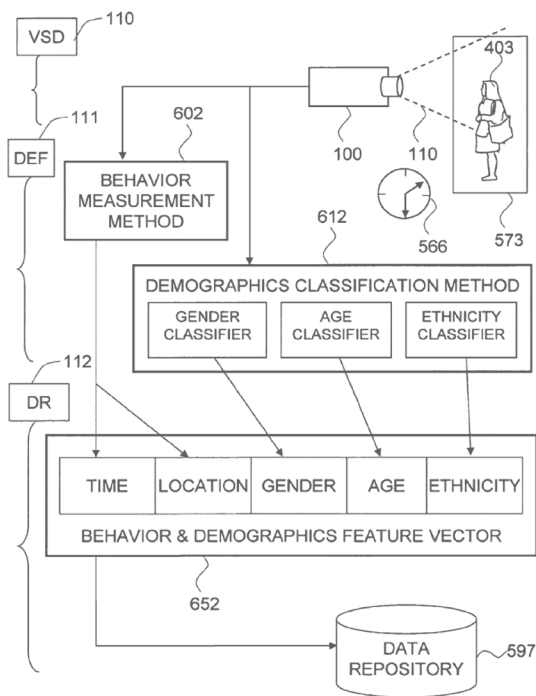 VSD
110
403
111
602
100
110
DEF
BEHAVIOR
MEASUREMENT
METHOD
566
573
612
DEMOGRAPHICS CLASSIFICATION METHOD
GENDER
CLASSIFIER
AGE
CLASSIFIER
ETHNICITY
CLASSIFIER
112
DR
TIME
LOCATION
GENDER
AGE
ETHNICITY
BEHAVIOR & DEMOGRAPHICS FEATURE VECTOR
652
DATA
REPOSITORY
597